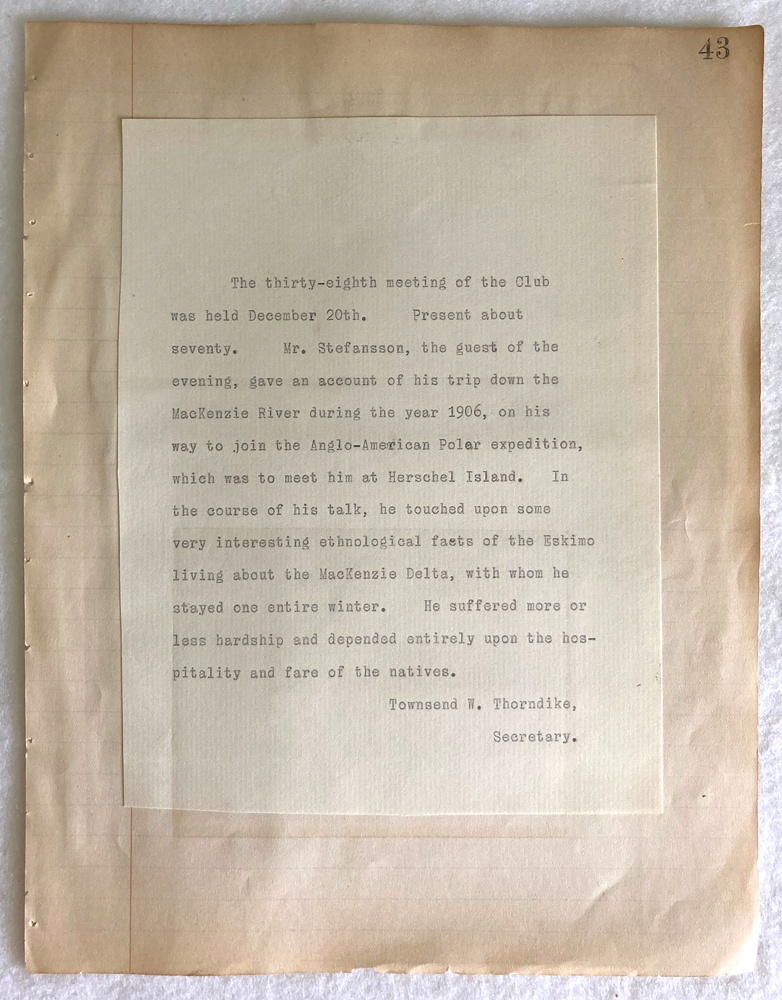 43
The thirty-eighth meeting of the Club
was held December 20th. Present about
seventy. Mr. Stefansson, the guest of the
evening, gave an account of his trip down the
MacKenzie River during the year 1906, on his
way to join the Anglo-American Polar expedition,
which was to meet him at Herschel Island. In
the course of his talk, he touched upon some
very interesting ethnological facts of the Eskimo
living about the MacKenzie Delta, with whom he
stayed one entire winter. He suffered more or
less hardship and depended entirely upon the hos-
pitality and fare of the natives.
Townsend W. Thorndike,
Secretary.